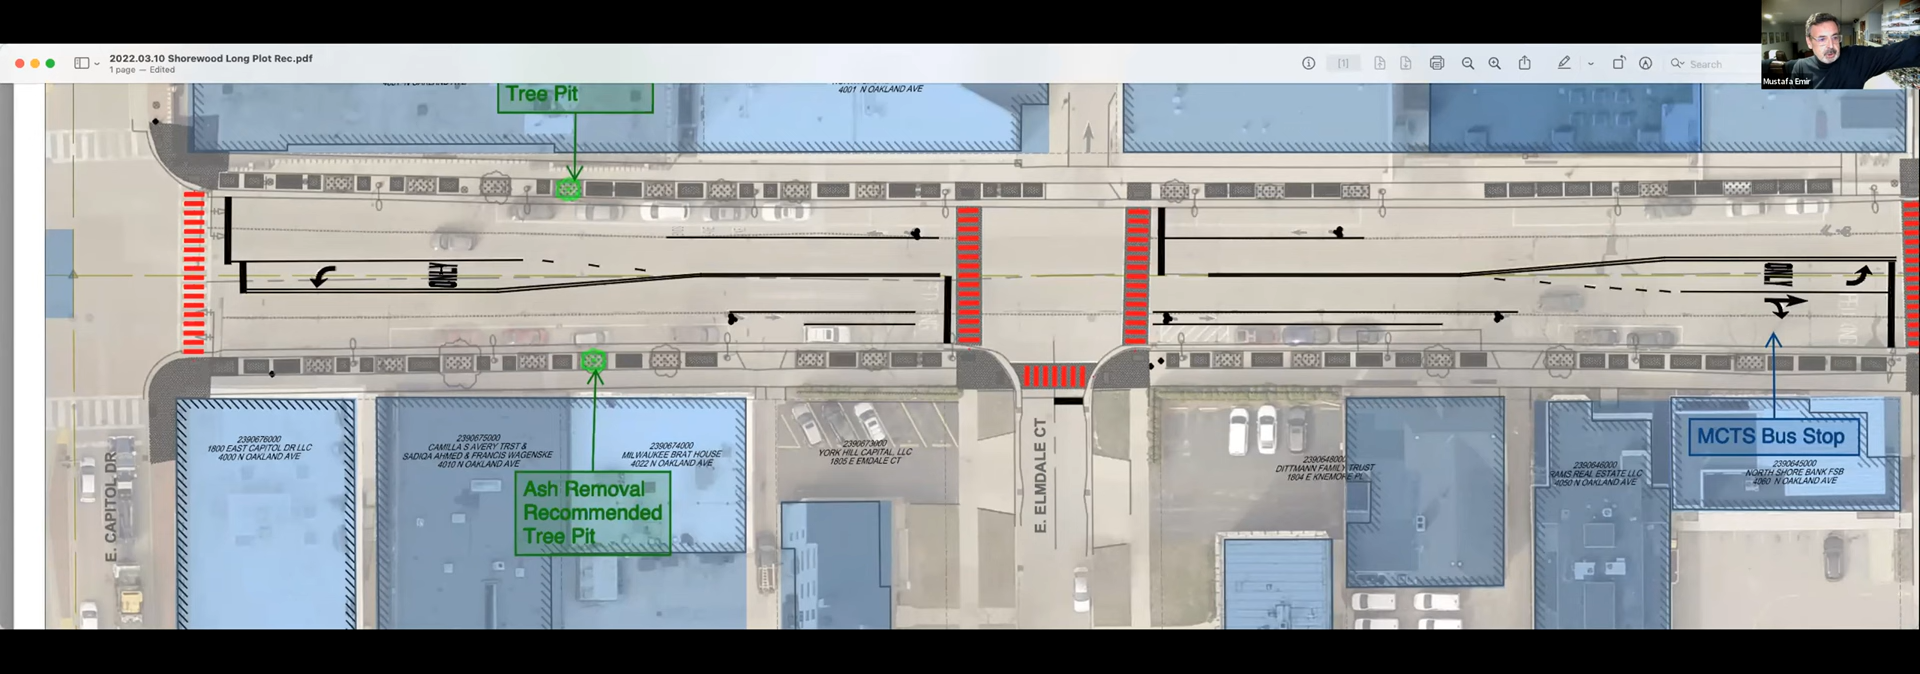 2022.03.10 Shorewood Long Plot Rec.pdf
1 page — Edited
Search
Mustafa Emir
Tree Pit
4001 N OAKLAND AVE
ONLY
ONLY
MCTS Bus Stop
2390676000
1800 EAST CAPITOL DR LLC
4000 N OAKLAND AVE
2390675000
CAMILLA S AVERY TRST &
SADIQA AHMED & FRANCIS WAGENSKE
4010 N OAKLAND AVE
2390674000
MILWAUKEE BRAT HOUSE
4022 N OAKLAND AVE
2390673000
YORK HILL CAPITAL, LLC
1805 E EMDALE CT
2390648000
DITTMANN FAMILY TRUST
1804 E KNEMORE PL
2390646000
RAMS REAL ESTATE LLC
4050 N OAKLAND AVE
2390645000
NORTH SHORE BANK FSB
4060 N OAKLAND AVE
E. CAPITOL DR
E. ELMDALE CT
Ash Removal
Recommended
Tree Pit